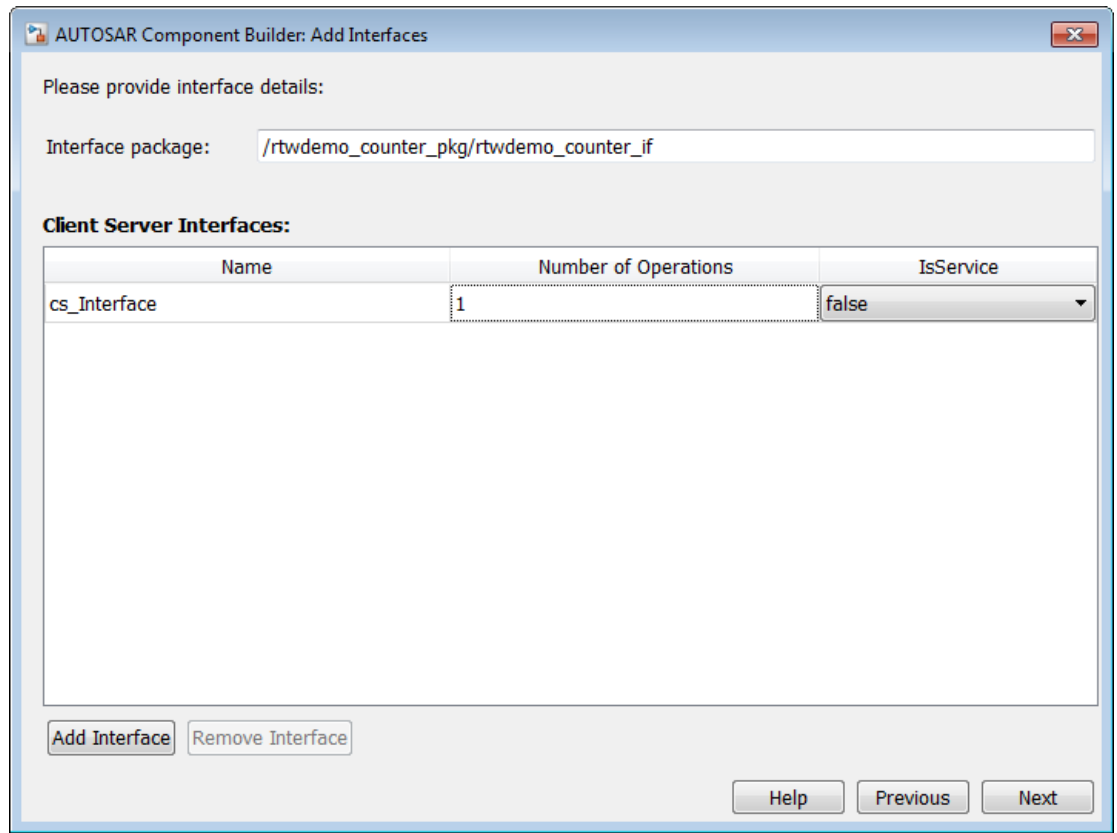 AUTOSAR Component Builder: Add Interfaces
Please provide interface details:
Interface package: /rtwdemo_counter_pkg/rtwdemo_counter_if
Client Server Interfaces:
Name Number of Operations IsService
cs_Interface 1 false
Add Interface Remove Interface
Help Previous Next